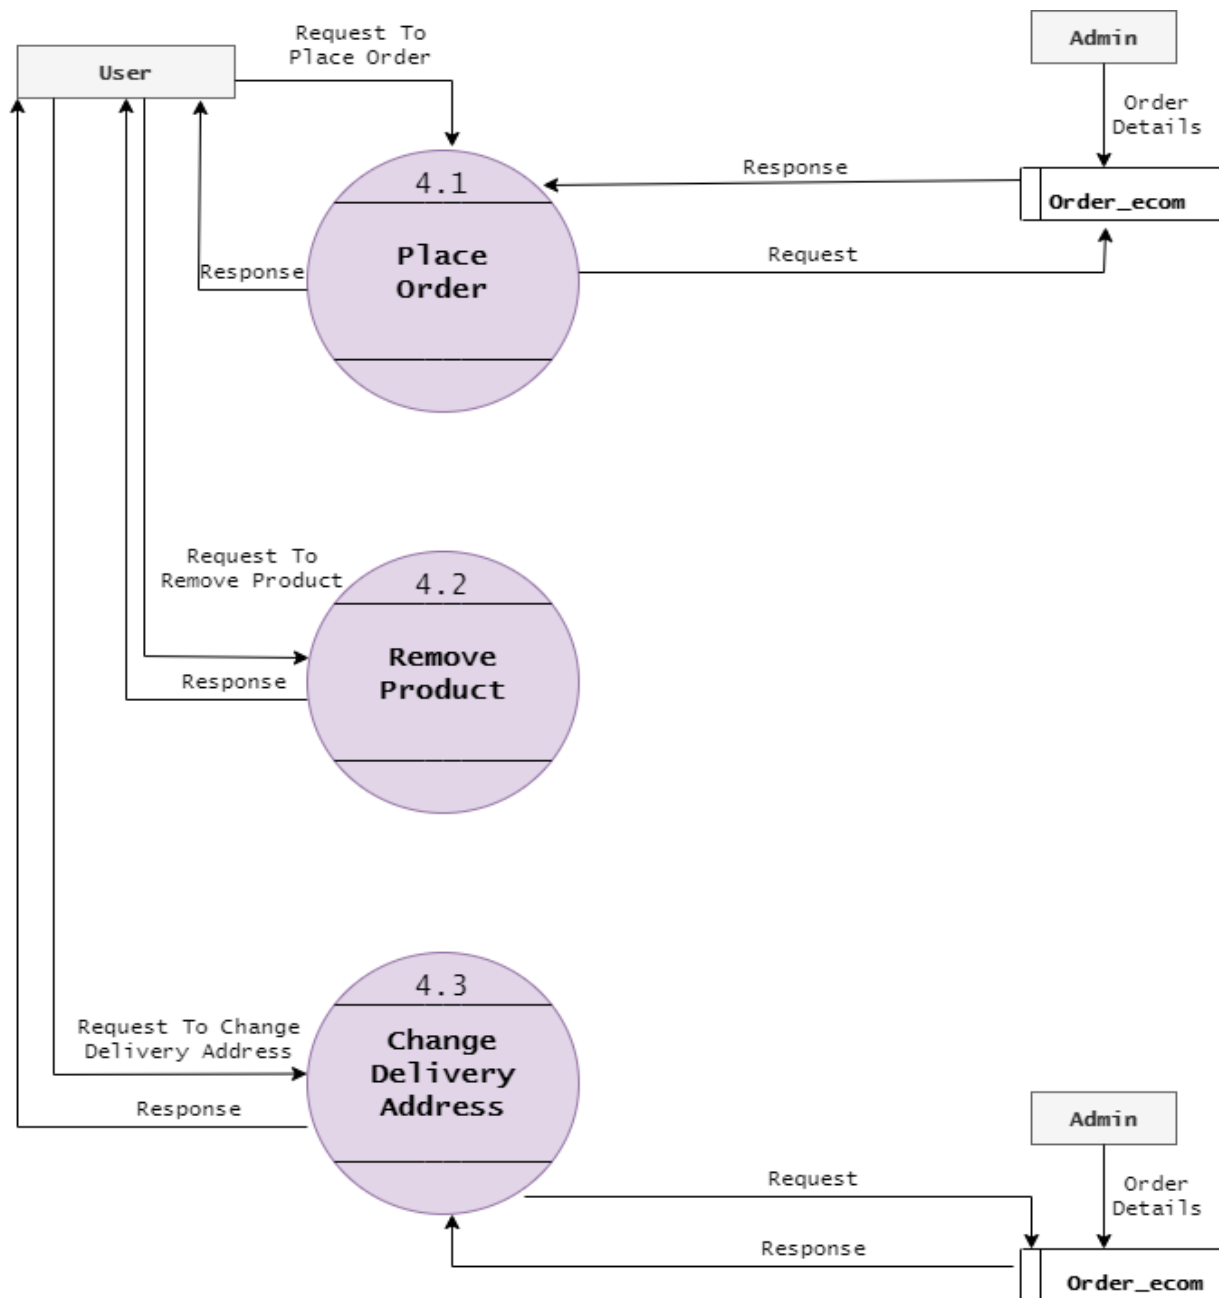 Request To
Place Order
User
Admin
Order
Details
4.1
Response
Order_ecom
Place
Order
Request
Response
Request To
Remove Product
4.2
Remove
Product
Response
4.3
Request To Change
Delivery Address
Change
Delivery
Address
Response
Admin
Request
Order
Details
Response
Order_ecom